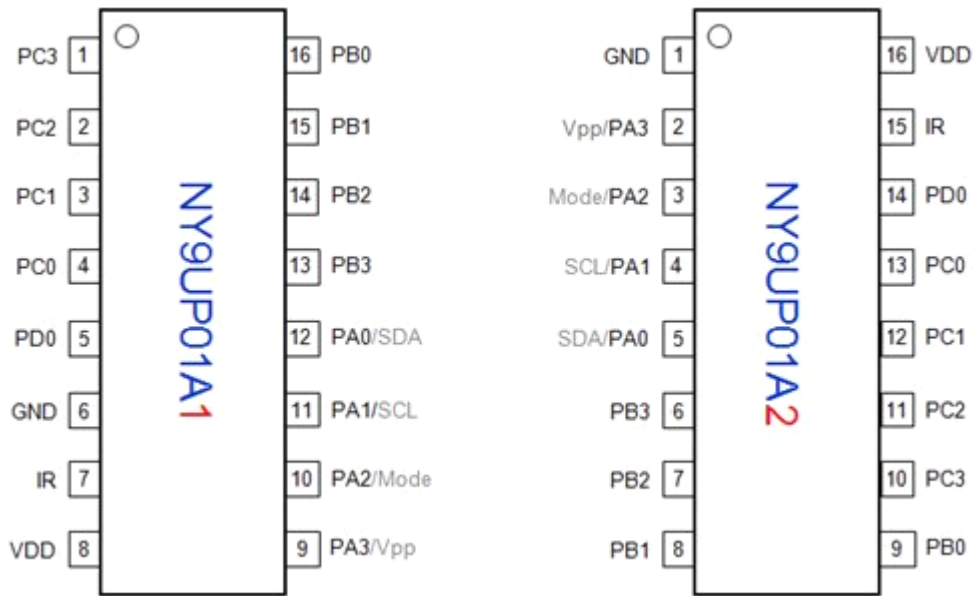 PC3 1 16 PB0 GND 1 16 VDD
PC2 2 15 PB1 Vpp/PA3 2 15 IR
PC1 3 14 PB2 Mode/PA2 3 14 PD0
PC0 4 13 PB3 SCL/PA1 4 13 PC0
PD0 5 12 PA0/SDA SDA/PA0 5 12 PC1
GND 6 11 PA1/SCL PB3 6 11 PC2
IR 7 10 PA2/Mode PB2 7 10 PC3
VDD 8 9 PA3/Vpp PB1 8 9 PB0
NY9UP01A1
NY9UP01A2